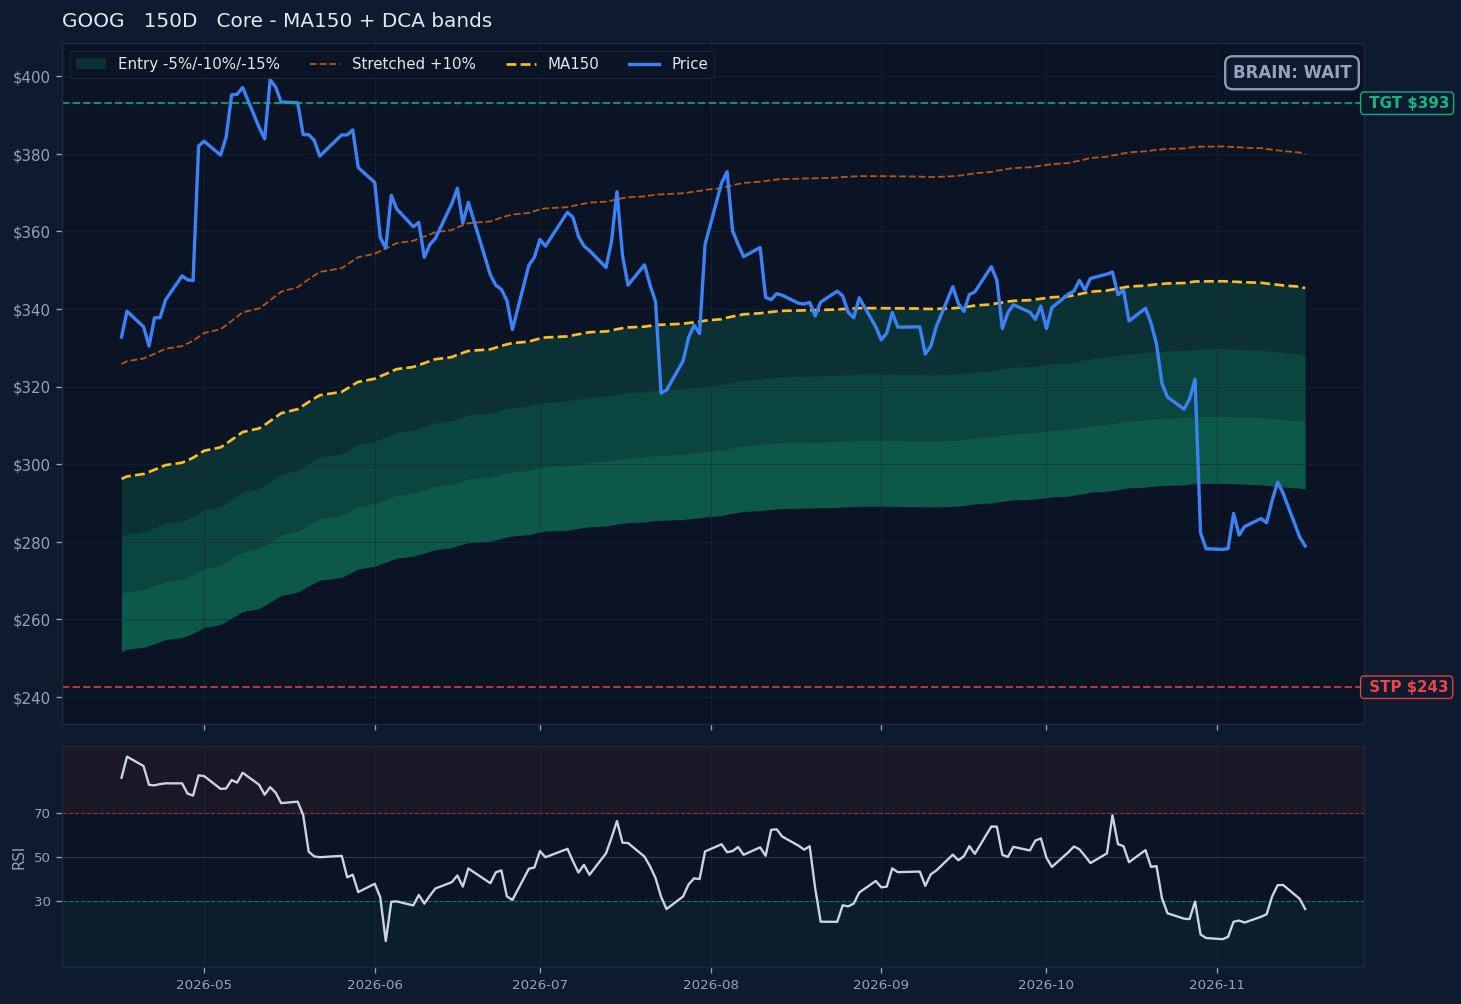 GOOG 150D Core - MA150 + DCA bands
Entry -5%/-10%/-15% Stretched +10% MA150 Price
BRAIN: WAIT
$400
TGT $393
$380
$360
$340
$320
$300
$280
$260
$240
STP $243
RSI
70
50
30
2026-05 2026-06 2026-07 2026-08 2026-09 2026-10 2026-11